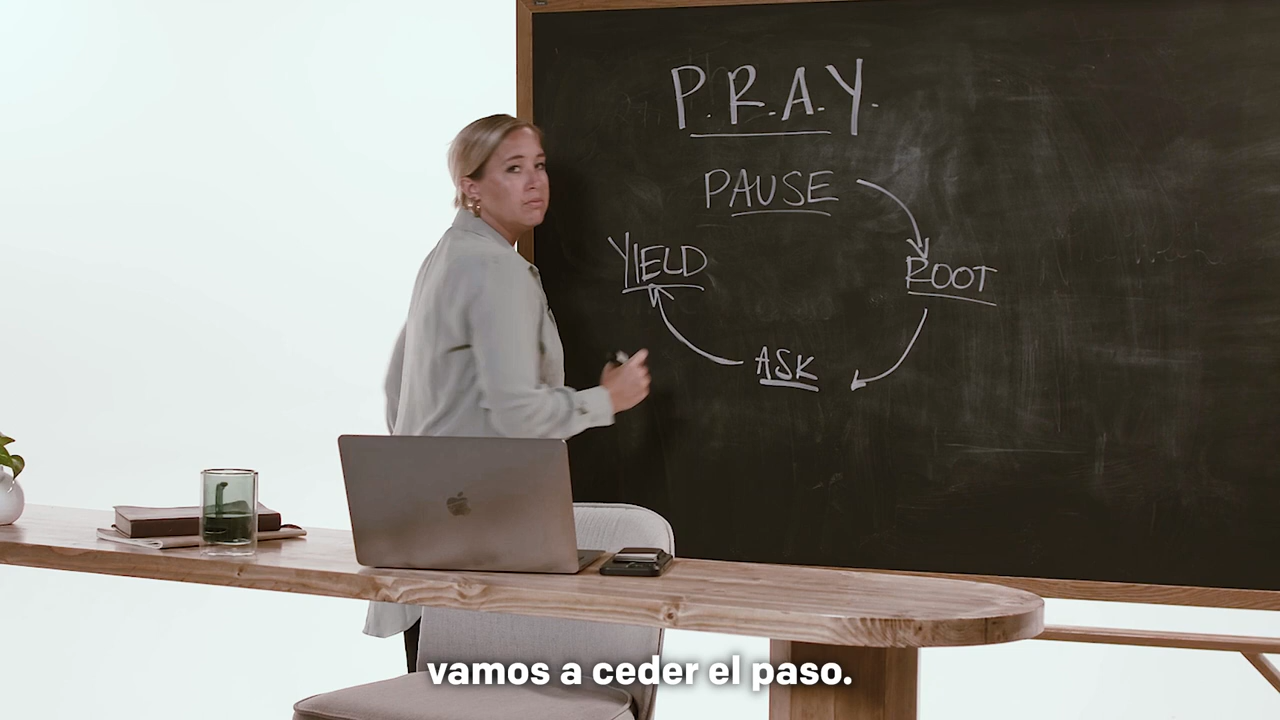 P.R.A.Y.
PAUSE
YIELD
ROOT
ASK
vamos a ceder el paso.